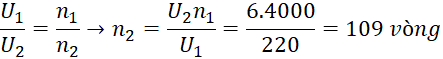 U₁/U₂ = n₁/n₂ → n₂ = U₂n₁/U₁ = 6.4000/220 = 109 vòng